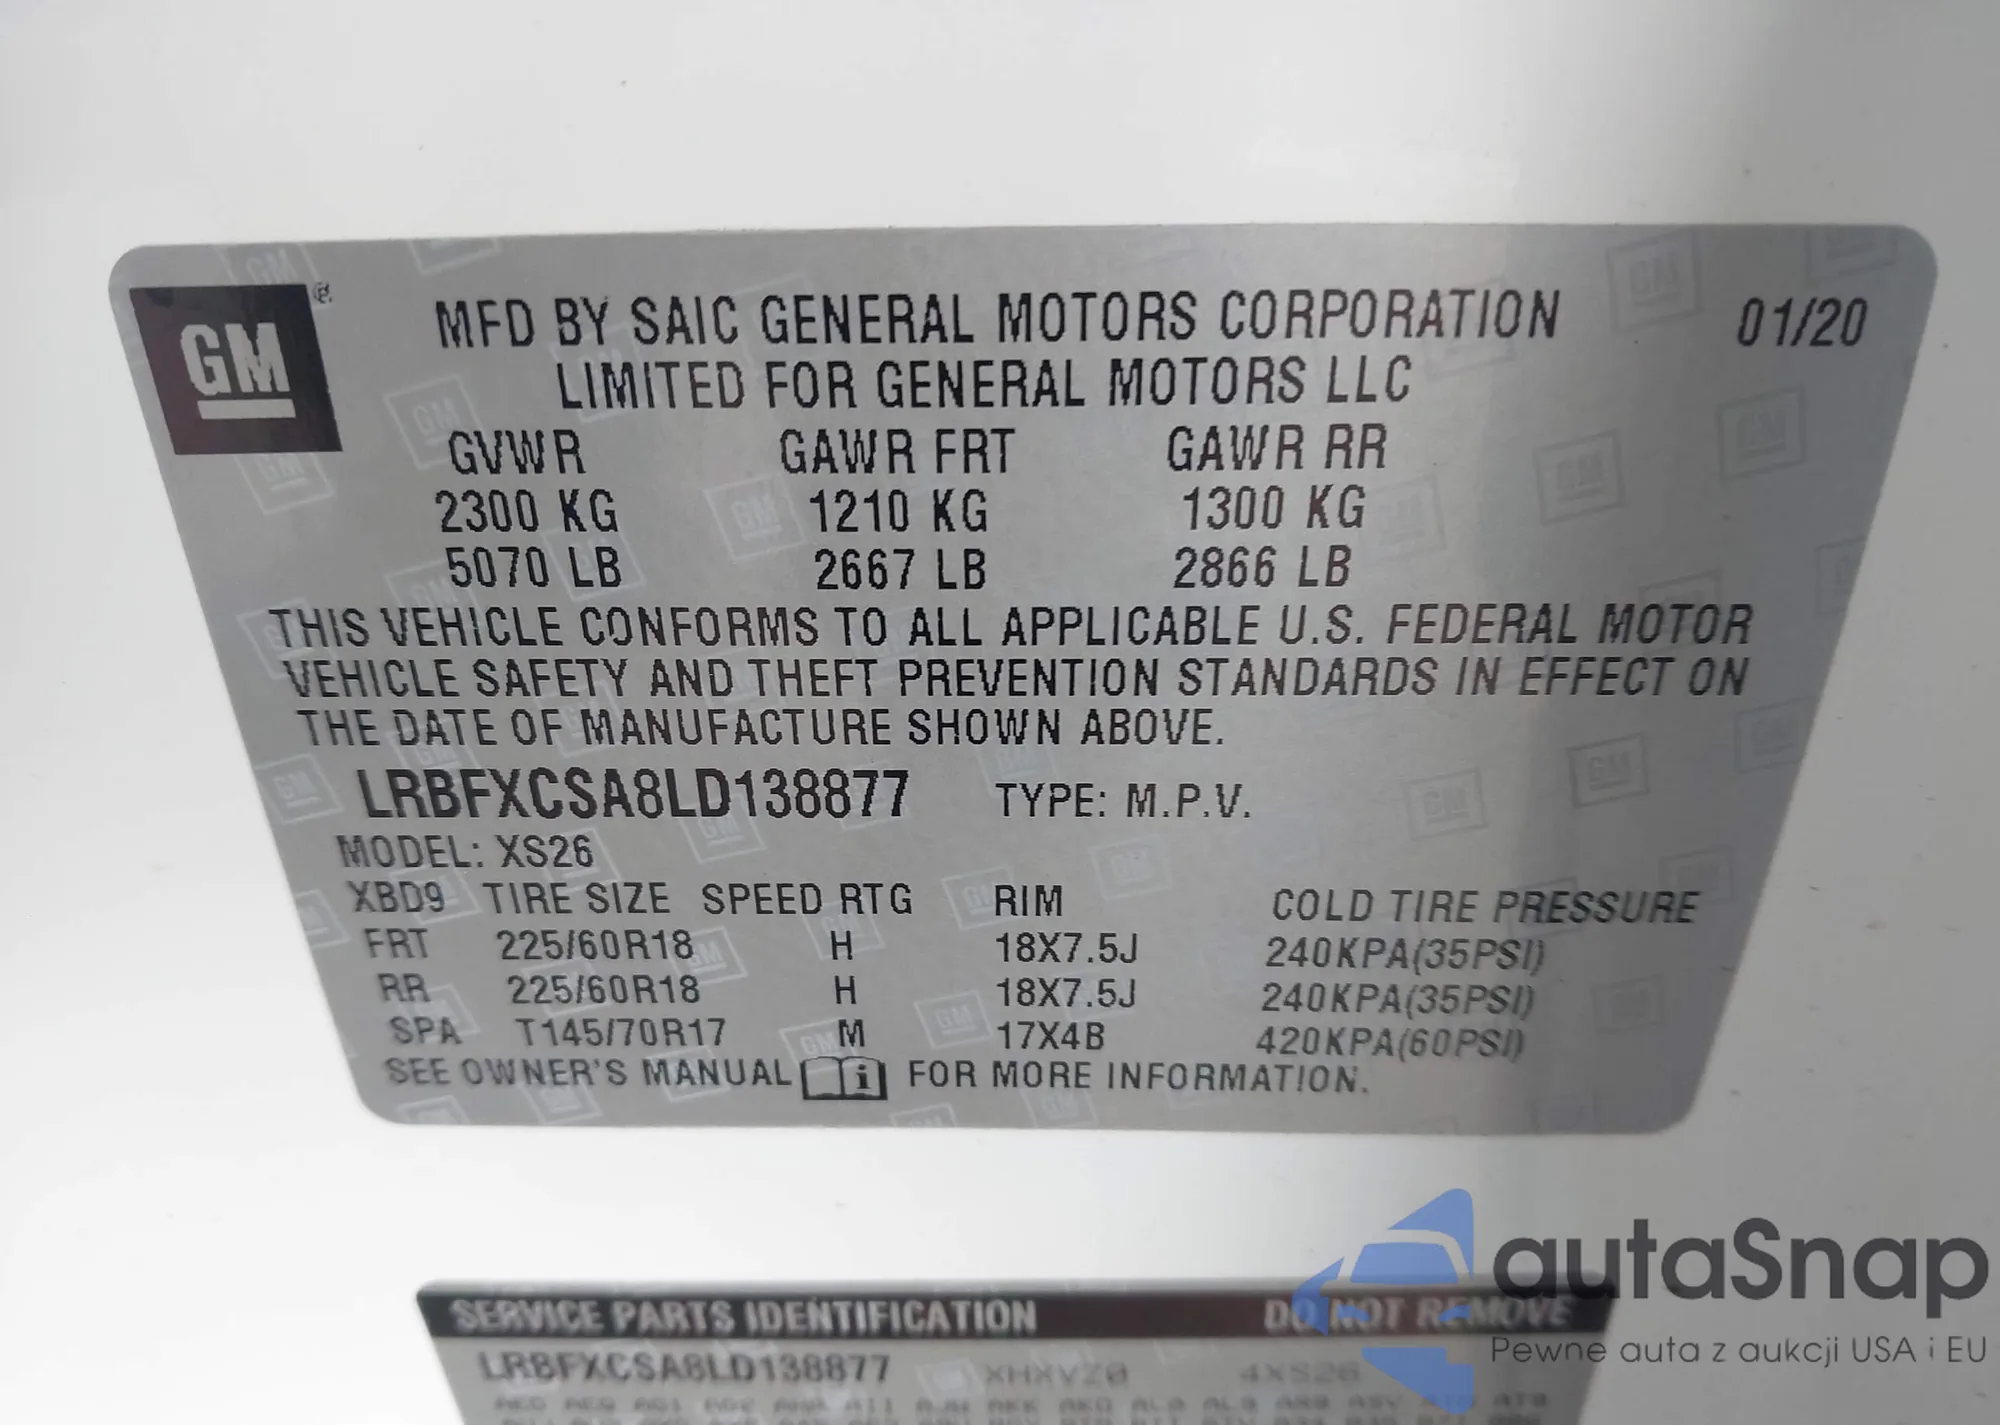 GM ®
MFD BY SAIC GENERAL MOTORS CORPORATION 01/20
LIMITED FOR GENERAL MOTORS LLC
GVWR GAWR FRT GAWR RR
2300 KG 1210 KG 1300 KG
5070 LB 2667 LB 2866 LB
THIS VEHICLE CONFORMS TO ALL APPLICABLE U.S. FEDERAL MOTOR
VEHICLE SAFETY AND THEFT PREVENTION STANDARDS IN EFFECT ON
THE DATE OF MANUFACTURE SHOWN ABOVE.
LRBFXCSA8LD138877 TYPE: M.P.V.
MODEL: XS26
XBD9 TIRE SIZE SPEED RTG RIM COLD TIRE PRESSURE
FRT 225/60R18 H 18X7.5J 240KPA(35PSI)
RR 225/60R18 H 18X7.5J 240KPA(35PSI)
SPA T145/70R17 M 17X4B 420KPA(60PSI)
SEE OWNER'S MANUAL i FOR MORE INFORMATION.
SERVICE PARTS IDENTIFICATION DO NOT REMOVE
LRBFXCSA8LD138877 XHXVZ0 4XS26
autaSnap
Pewne auta z aukcji USA i EU